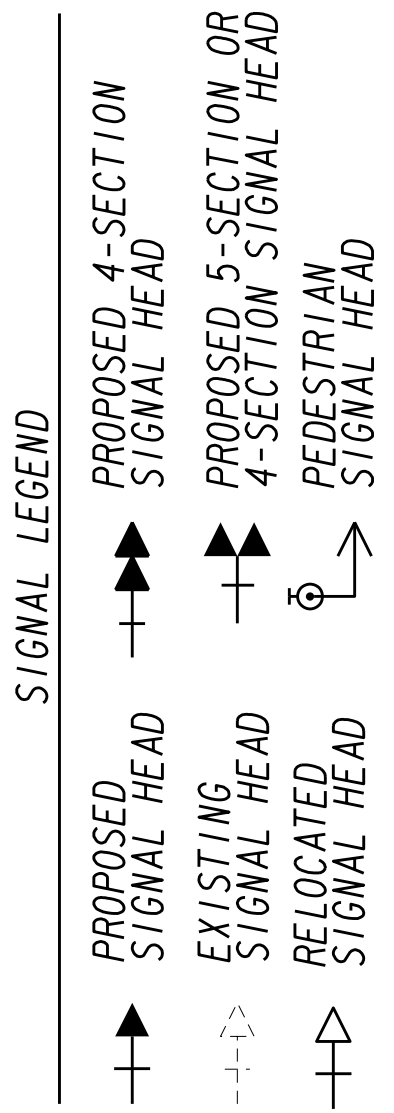 SIGNAL LEGEND
PROPOSED
SIGNAL HEAD
PROPOSED 4-SECTION
SIGNAL HEAD
EXISTING
SIGNAL HEAD
PROPOSED 5-SECTION OR
4-SECTION SIGNAL HEAD
RELOCATED
SIGNAL HEAD
PEDESTRIAN
SIGNAL HEAD